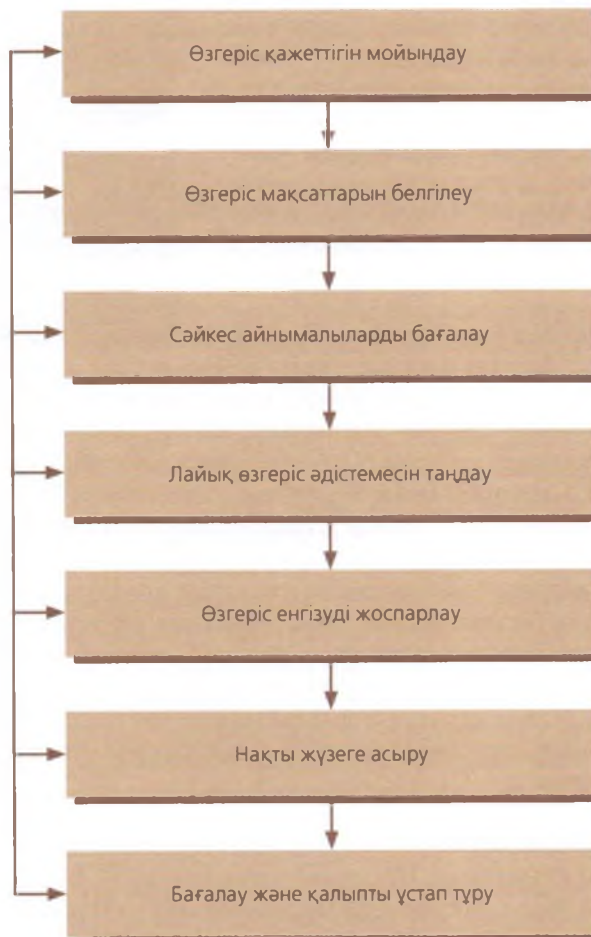 Өзгеріс қажеттігін мойындау
Өзгеріс мақсаттарын белгілеу
Сәйкес айнымалыларды бағалау
Лайық өзгеріс әдістемесін таңдау
Өзгеріс енгізуді жоспарлау
Нақты жүзеге асыру
Бағалау және қалыпты ұстап тұру